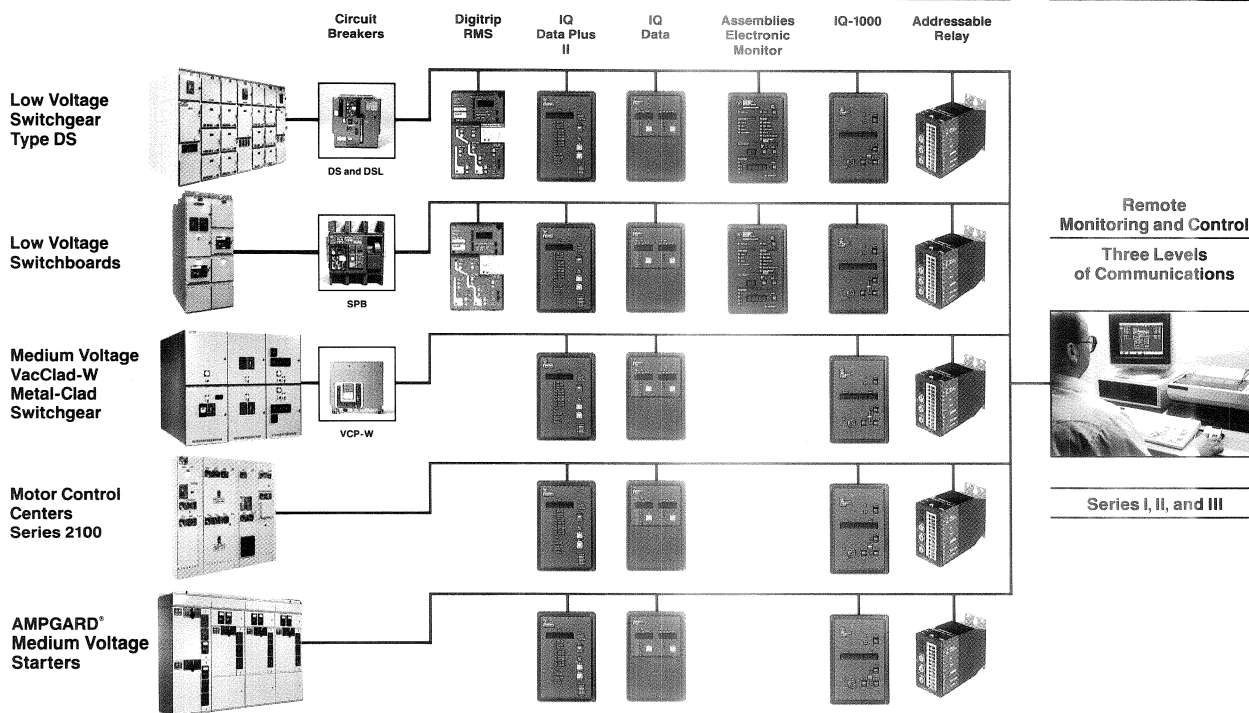 Circuit
Breakers
Digitrip
RMS
IQ
Data Plus
II
IQ
Data
Assemblies
Electronic
Monitor
IQ-1000
Addressable
Relay
Low Voltage
Switchgear
Type DS
DS and DSL
Low Voltage
Switchboards
SPB
Medium Voltage
VacClad-W
Metal-Clad
Switchgear
VCP-W
Motor Control
Centers
Series 2100
AMPGARD®
Medium Voltage
Starters
Remote
Monitoring and Control
Three Levels
of Communications
Series I, II, and III